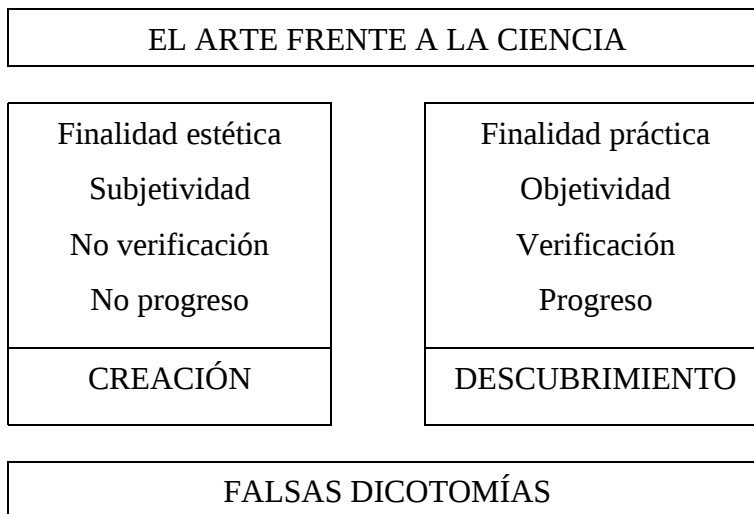 EL ARTE FRENTE A LA CIENCIA
Finalidad estética
Subjetividad
No verificación
No progreso
CREACIÓN
Finalidad práctica
Objetividad
Verificación
Progreso
DESCUBRIMIENTO
FALSAS DICOTOMÍAS